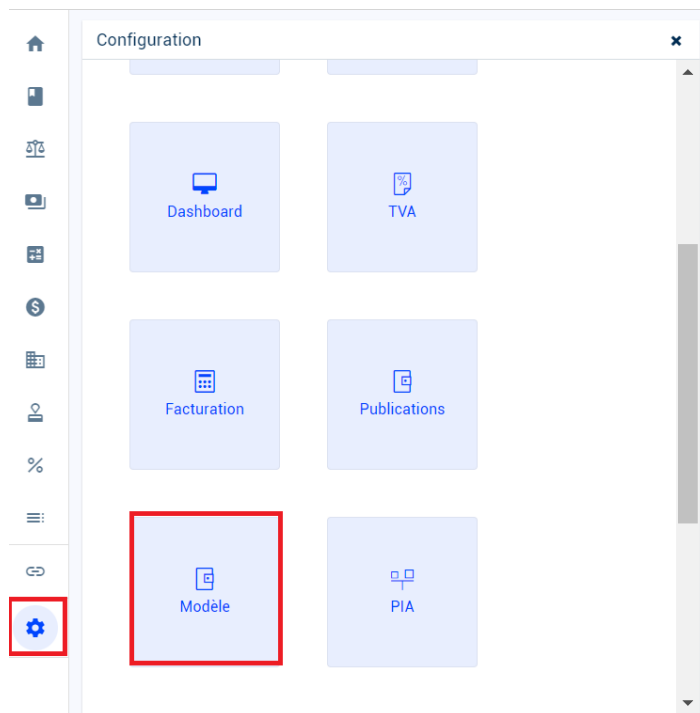 Configuration
Dashboard
TVA
Facturation
Publications
Modèle
PIA